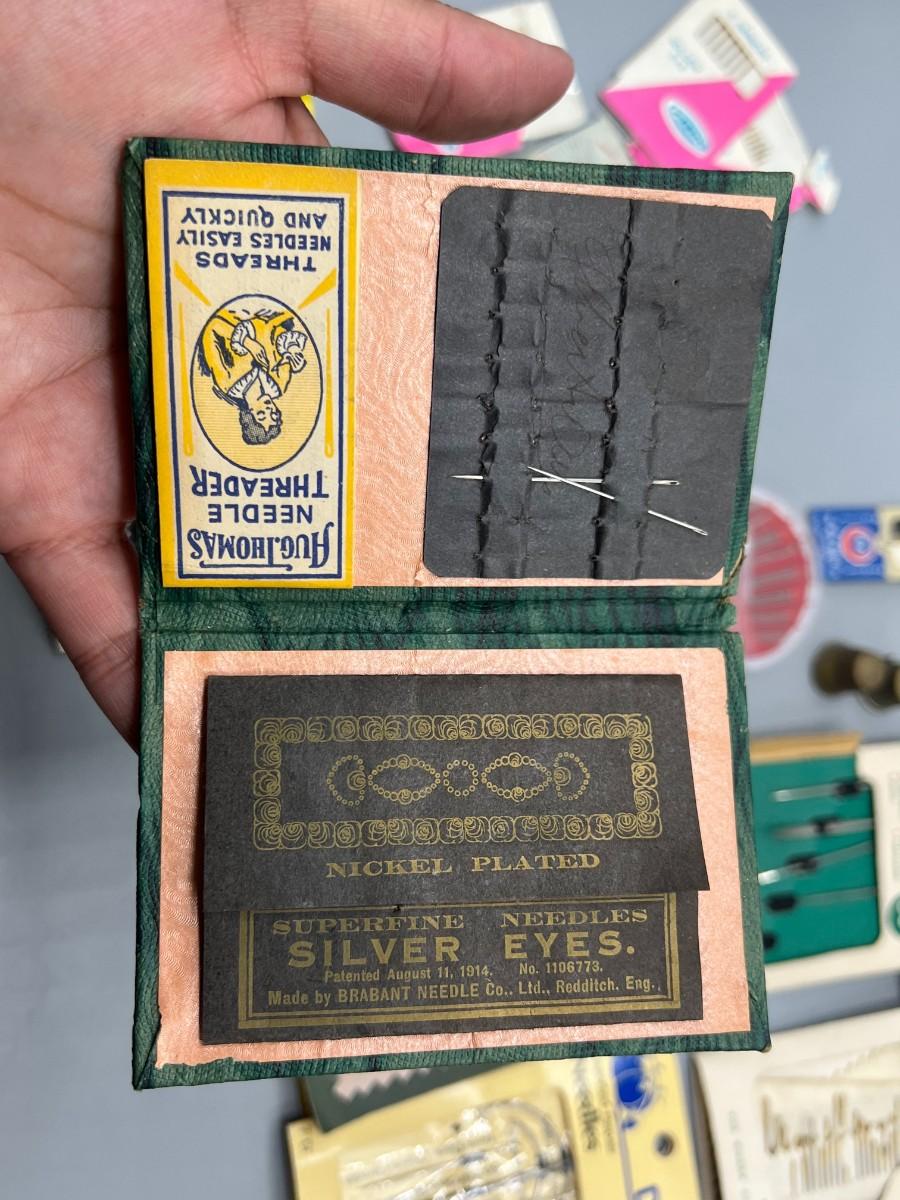 AUG. THOMAS
NEEDLE
THREADER
THREADS
NEEDLES EASILY
AND QUICKLY
NICKEL PLATED
SUPERFINE NEEDLES
SILVER EYES.
Patented August 11, 1914. No. 1106773.
Made by BRABANT NEEDLE Co., Ltd., Redditch. Eng.